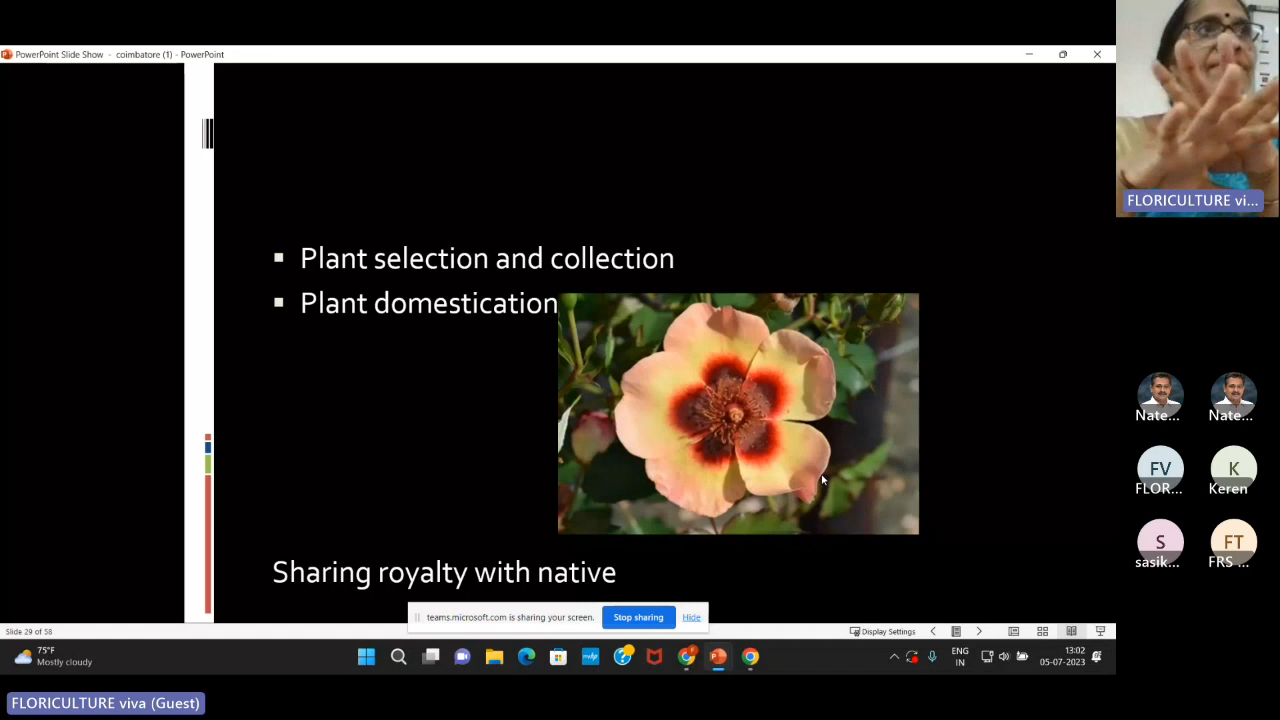 PowerPoint Slide Show - coimbatore (1) - PowerPoint
FLORICULTURE vi...
Plant selection and collection
Plant domestication
Sharing royalty with native
teams.microsoft.com is sharing your screen.
Stop sharing
Hide
Nate...
Nate...
FV
FLOR...
K
Keren
S
sasik...
FT
FRS ...
Slide 29 of 58
Display Settings
75°F
Mostly cloudy
ENG
IN
13:02
05-07-2023
FLORICULTURE viva (Guest)